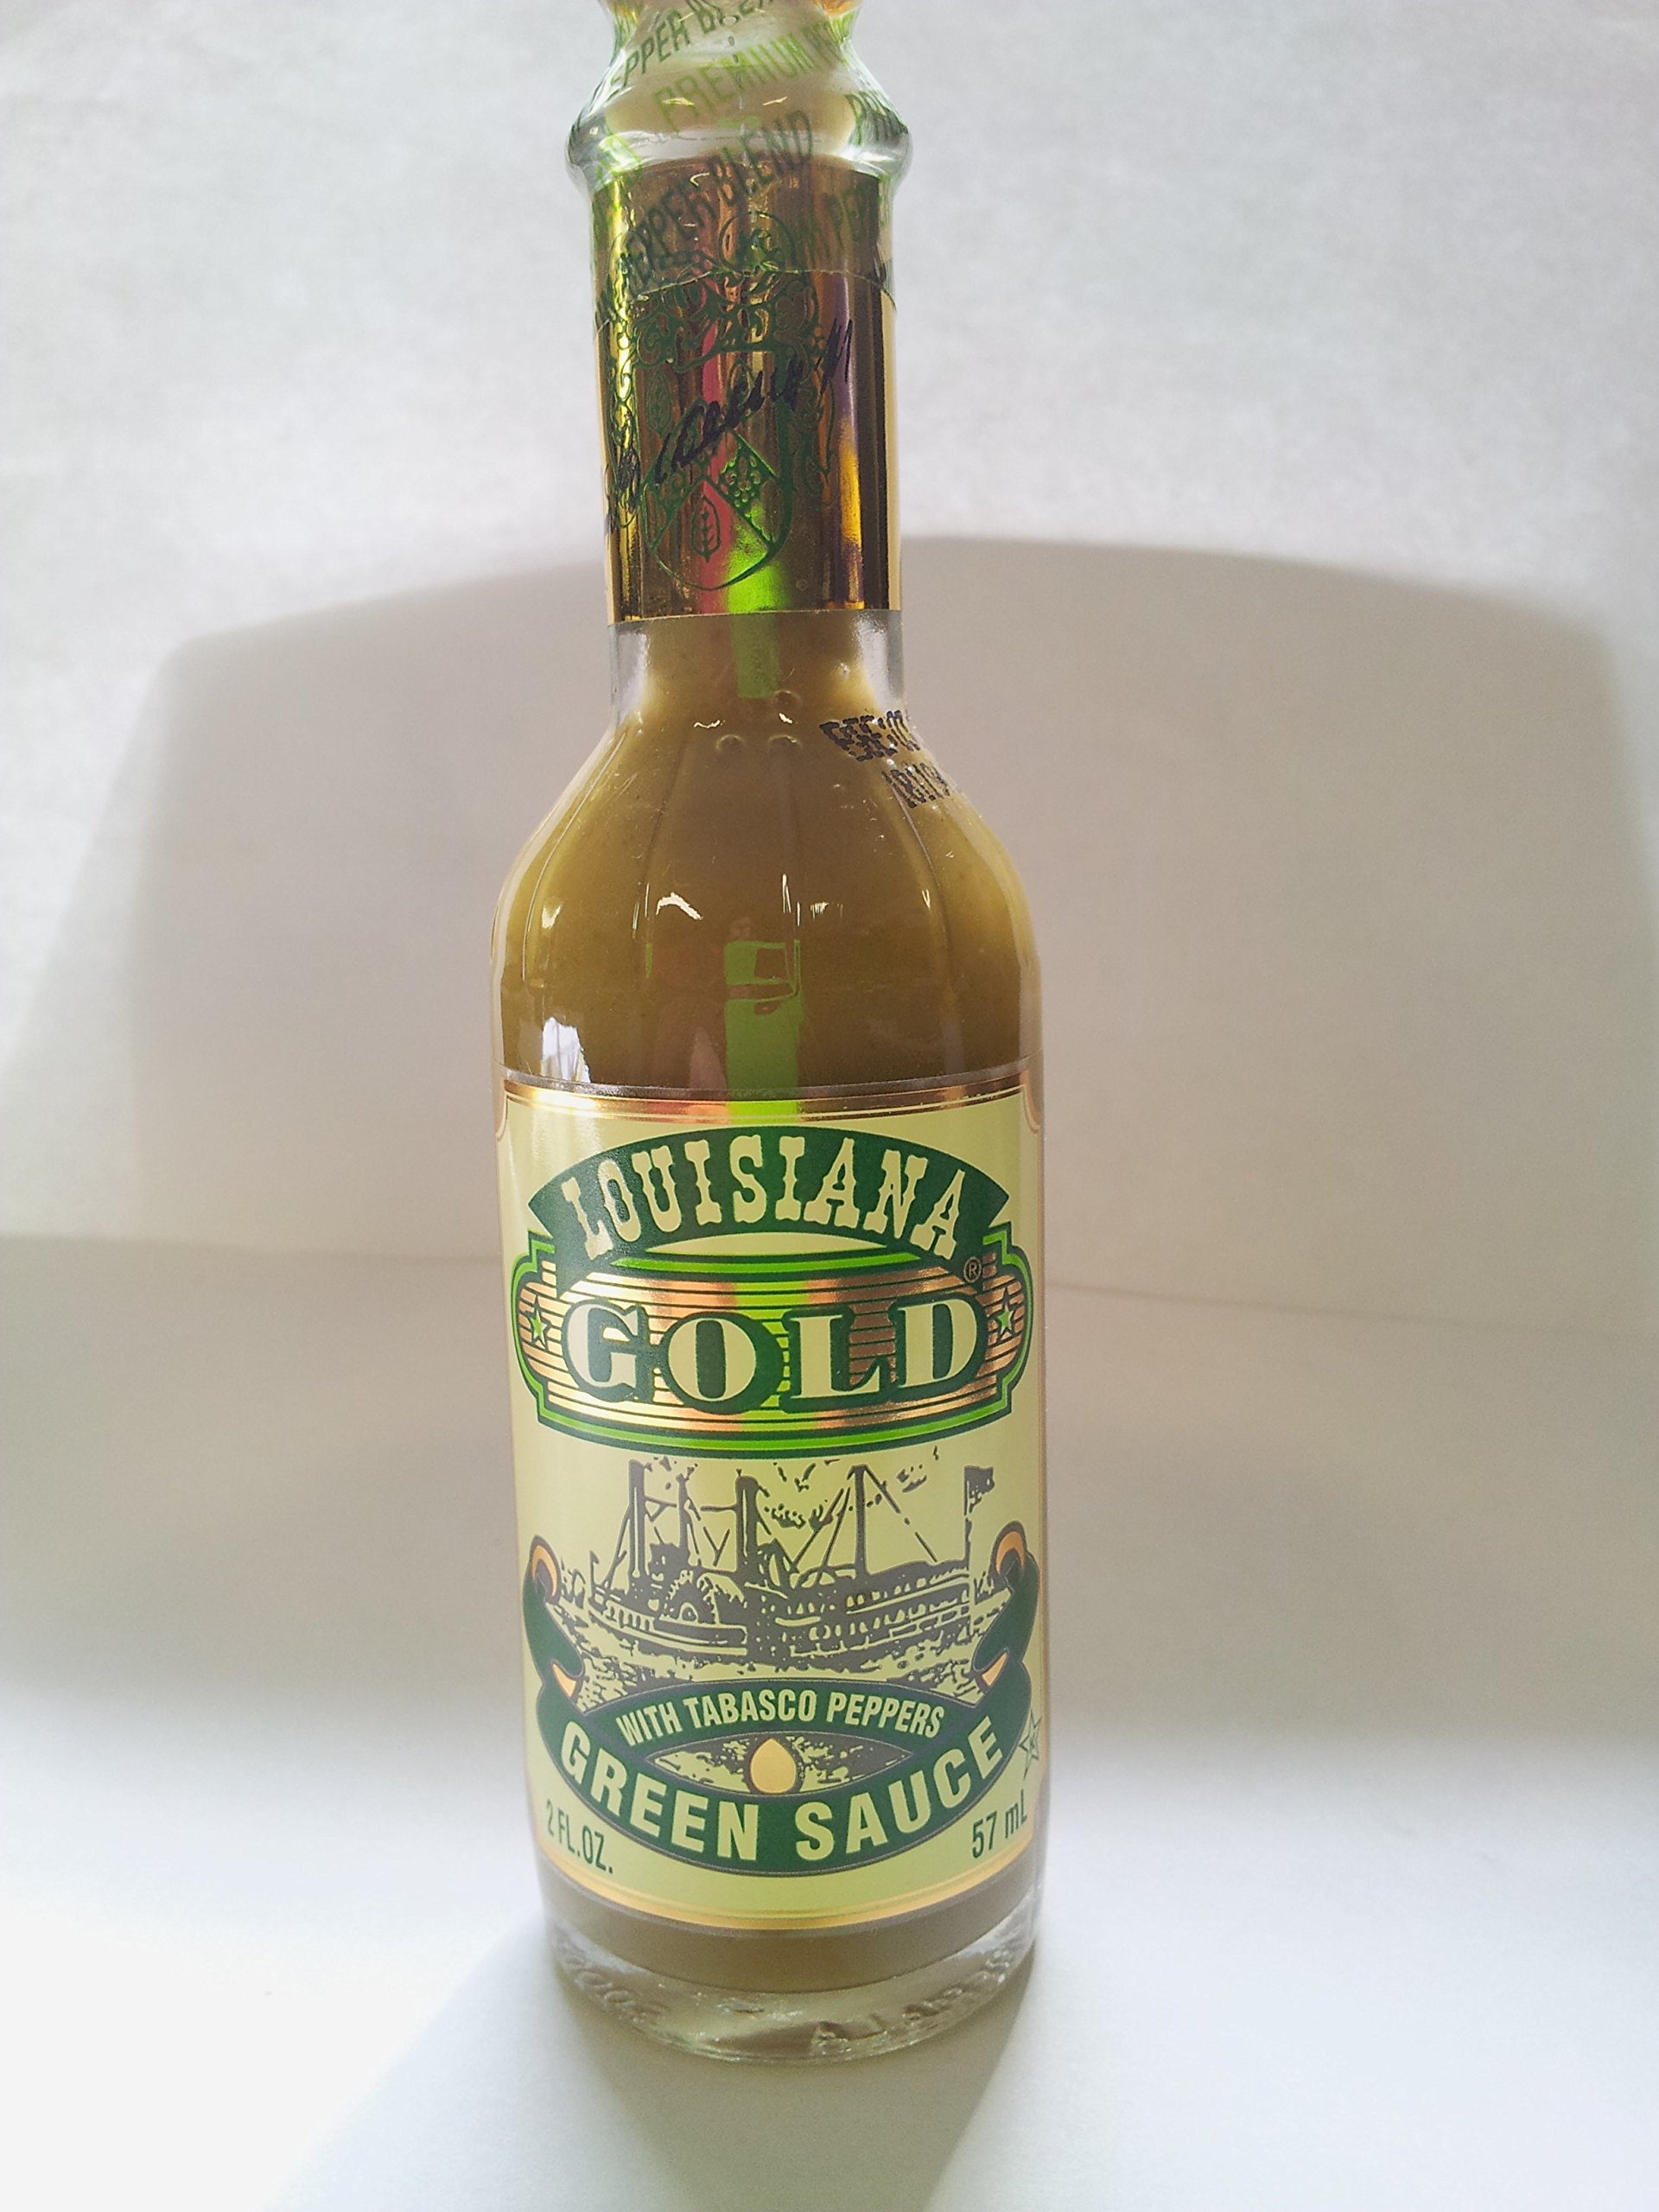 PREMIUM
PEPPER BLEND
LOUISIANA
GOLD
®
WITH TABASCO PEPPERS
GREEN SAUCE
2 FL.OZ.
57 mL